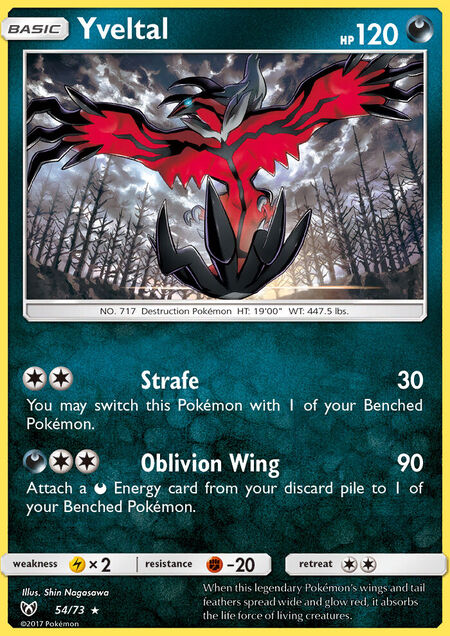 BASIC Yveltal HP 120
NO. 717 Destruction Pokémon HT: 19'00" WT: 447.5 lbs.
Strafe 30
You may switch this Pokémon with 1 of your Benched
Pokémon.
Oblivion Wing 90
Attach a Energy card from your discard pile to 1 of
your Benched Pokémon.
weakness × 2 resistance -20 retreat
Illus. Shin Nagasawa
54/73 ★
©2017 Pokémon
When this legendary Pokémon's wings and tail
feathers spread wide and glow red, it absorbs
the life force of living creatures.